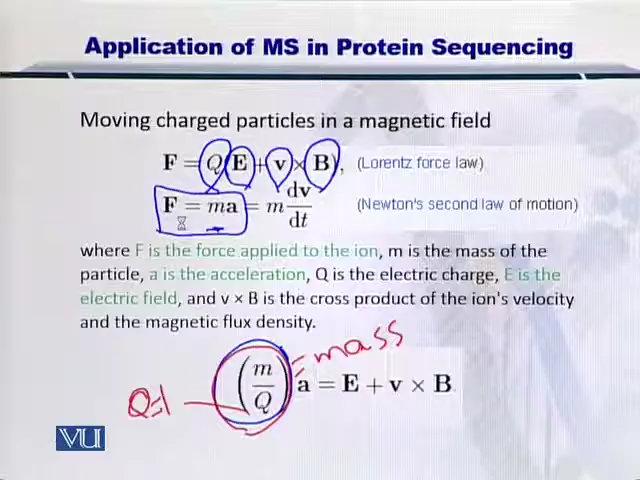 Application of MS in Protein Sequencing
Moving charged particles in a magnetic field
F = Q(E + v × B), (Lorentz force law)
F = ma = m dv/dt (Newton's second law of motion)
where F is the force applied to the ion, m is the mass of the
particle, a is the acceleration, Q is the electric charge, E is the
electric field, and v × B is the cross product of the ion's velocity
and the magnetic flux density.
= mass
(m/Q) a = E + v × B
Q=1
VU